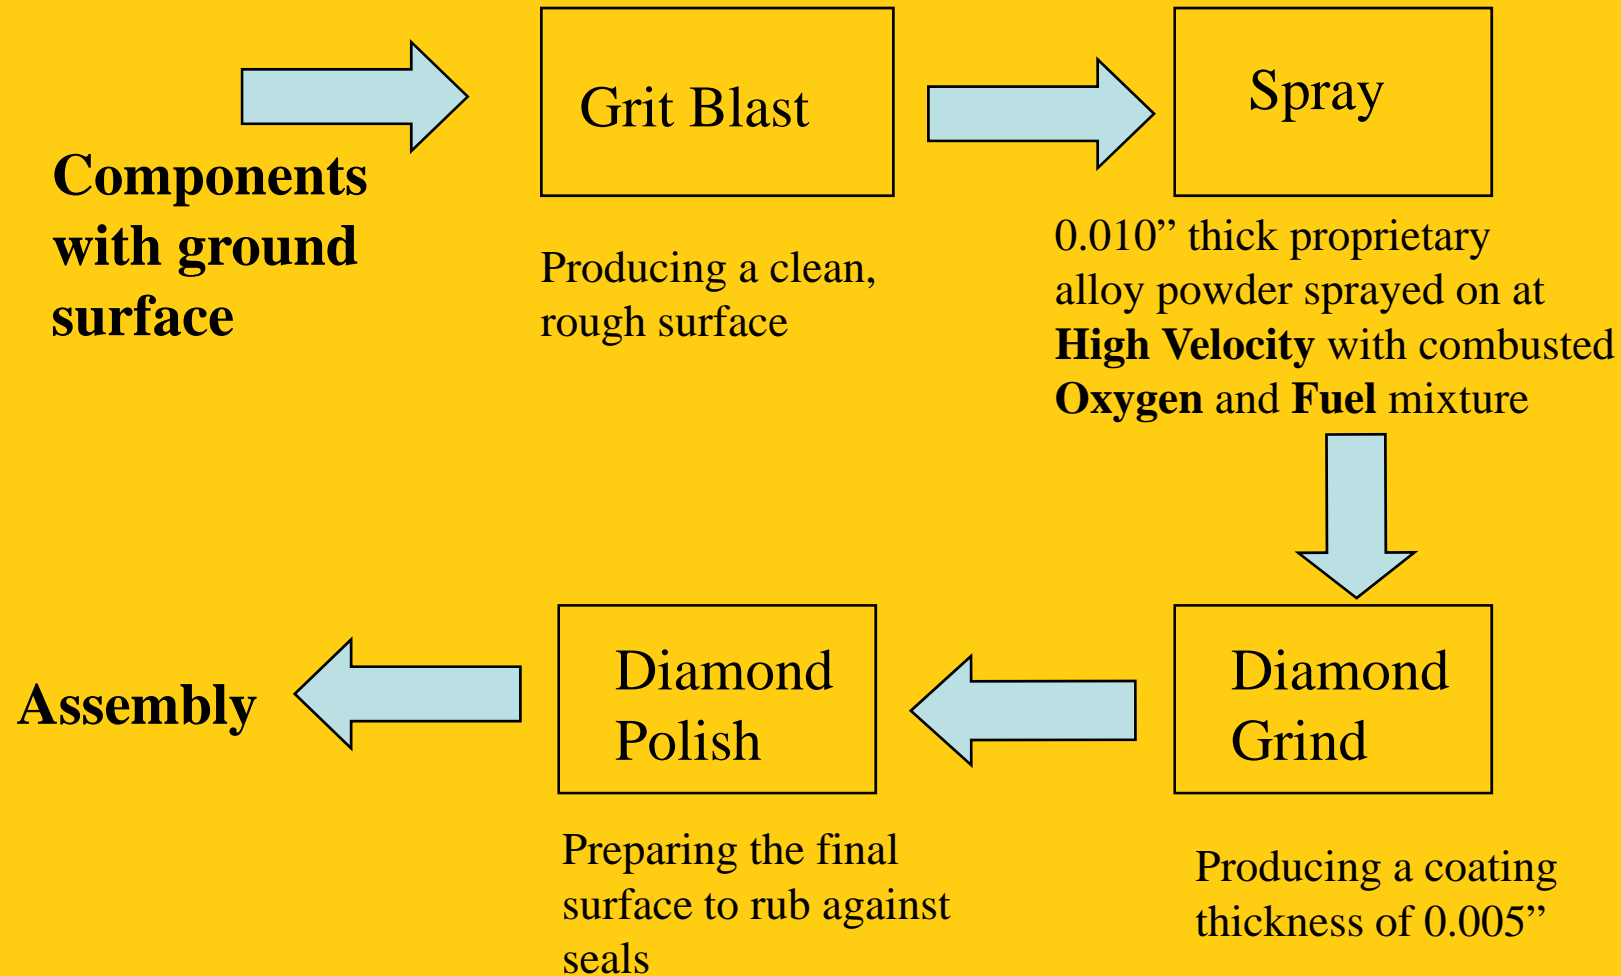 Components
with ground
surface
Grit Blast
Producing a clean,
rough surface
Spray
0.010” thick proprietary
alloy powder sprayed on at
High Velocity with combusted
Oxygen and Fuel mixture
Diamond
Grind
Producing a coating
thickness of 0.005”
Diamond
Polish
Preparing the final
surface to rub against
seals
Assembly